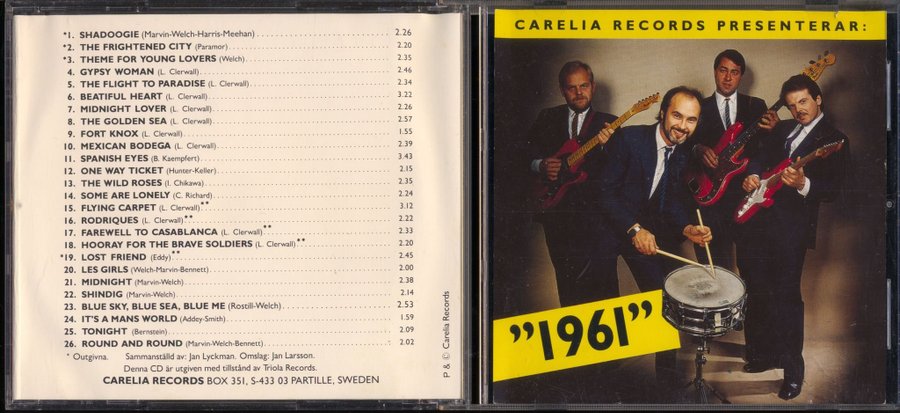 *1. SHADOOGIE (Marvin-Welch-Harris-Meehan) 2.26
*2. THE FRIGHTENED CITY (Paramor) 2.20
*3. THEME FOR YOUNG LOVERS (Welch) 2.35
4. GYPSY WOMAN (L. Clerwall) 2.46
5. THE FLIGHT TO PARADISE (L. Clerwall) 2.34
6. BEATIFUL HEART (L. Clerwall) 3.22
7. MIDNIGHT LOVER (L. Clerwall) 2.26
8. THE GOLDEN SEA (L. Clerwall) 2.57
9. FORT KNOX (L. Clerwall) 1.55
10. MEXICAN BODEGA (L. Clerwall) 2.39
11. SPANISH EYES (B. Kaempfert) 3.43
12. ONE WAY TICKET (Hunter-Keller) 2.15
13. THE WILD ROSES (I. Chikawa) 2.35
14. SOME ARE LONELY (C. Richard) 2.24
15. FLYING CARPET (L. Clerwall)** 3.12
16. RODRIQUES (L. Clerwall)** 2.22
17. FAREWELL TO CASABLANCA (L. Clerwall)** 2.33
18. HOORAY FOR THE BRAVE SOLDIERS (L. Clerwall)** 2.20
*19. LOST FRIEND (Eddy)** 2.45
20. LES GIRLS (Welch-Marvin-Bennett) 2.00
21. MIDNIGHT (Marvin-Welch) 2.38
22. SHINDIG (Marvin-Welch) 2.14
23. BLUE SKY, BLUE SEA, BLUE ME (Rostill-Welch) 2.53
24. IT'S A MANS WORLD (Addey-Smith) 1.59
25. TONIGHT (Bernstein) 2.09
26. ROUND AND ROUND (Marvin-Welch-Bennett) 2.02
* Outgivna. Sammanställd av: Jan Lyckman. Omslag: Jan Larsson.
Denna CD är utgiven med tillstånd av Triola Records.
CARELIA RECORDS BOX 351, S-433 03 PARTILLE, SWEDEN
P & © Carelia Records
CARELIA RECORDS PRESENTERAR:
"1961"